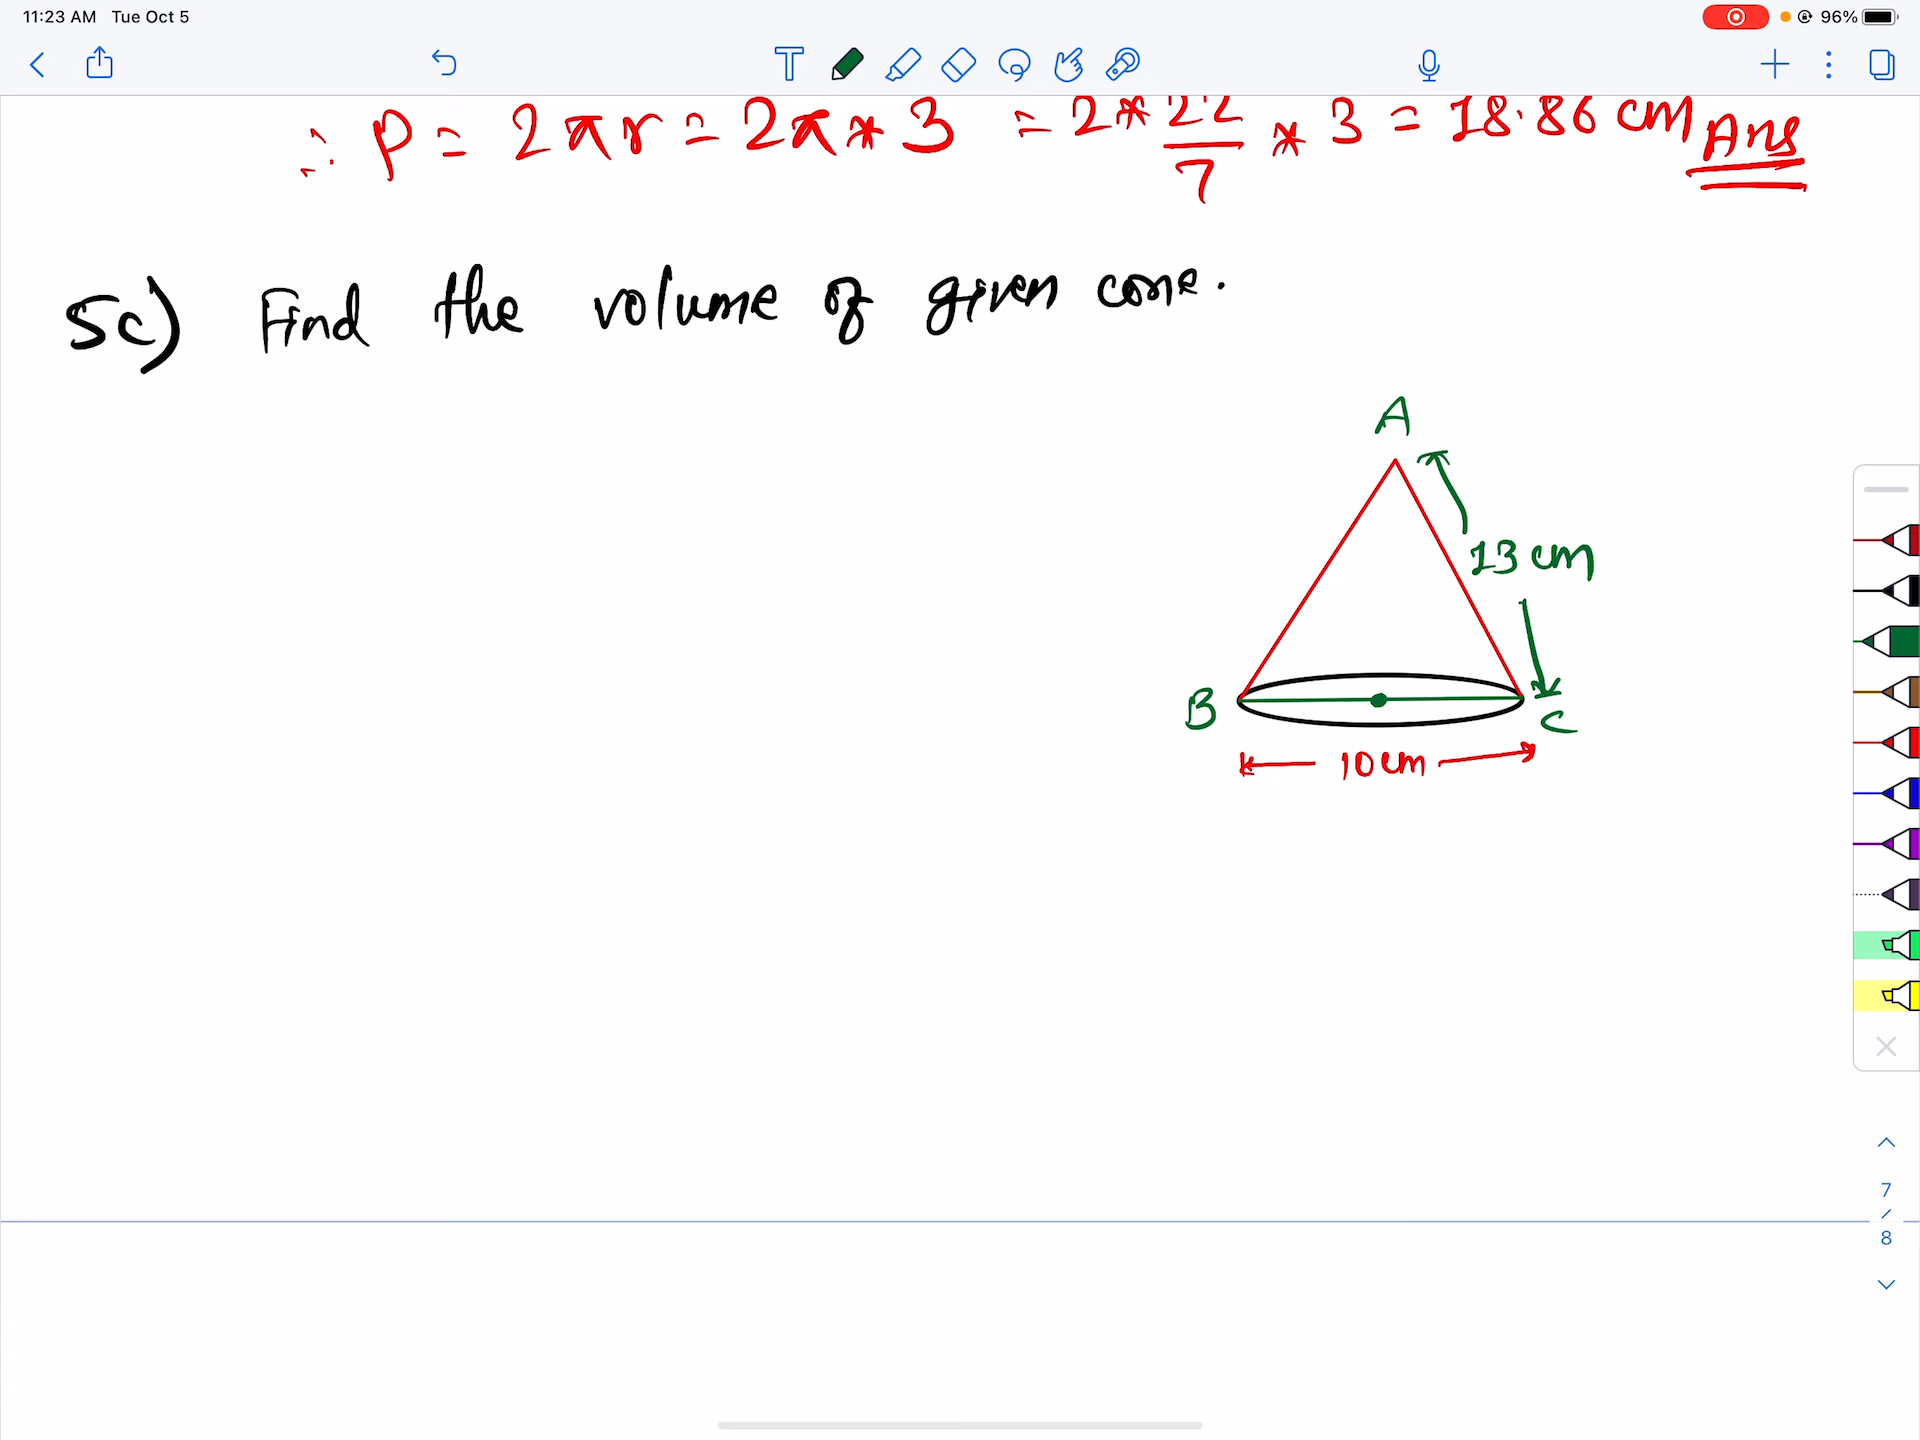 11:23 AM Tue Oct 5
96%
T
∴ P = 2πr = 2π * 3 = 2 * 22/7 * 3 = 18.86 cm Ans
5c) Find the volume of given cone.
A
13 cm
B
C
10 cm
7
/
8